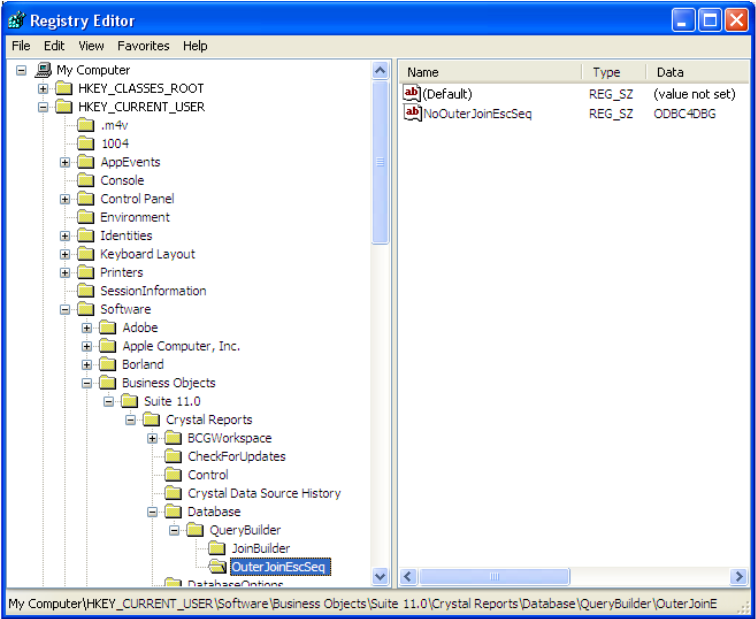 Registry Editor
File Edit View Favorites Help
My Computer
HKEY_CLASSES_ROOT
HKEY_CURRENT_USER
.m4v
1004
AppEvents
Console
Control Panel
Environment
Identities
Keyboard Layout
Printers
SessionInformation
Software
Adobe
Apple Computer, Inc.
Borland
Business Objects
Suite 11.0
Crystal Reports
BCGWorkspace
CheckForUpdates
Control
Crystal Data Source History
Database
QueryBuilder
JoinBuilder
OuterJoinEscSeq
DatabaseOptions
Name Type Data
ab (Default) REG_SZ (value not set)
ab NoOuterJoinEscSeq REG_SZ ODBC4DBG
My Computer\HKEY_CURRENT_USER\Software\Business Objects\Suite 11.0\Crystal Reports\Database\QueryBuilder\OuterJoinE